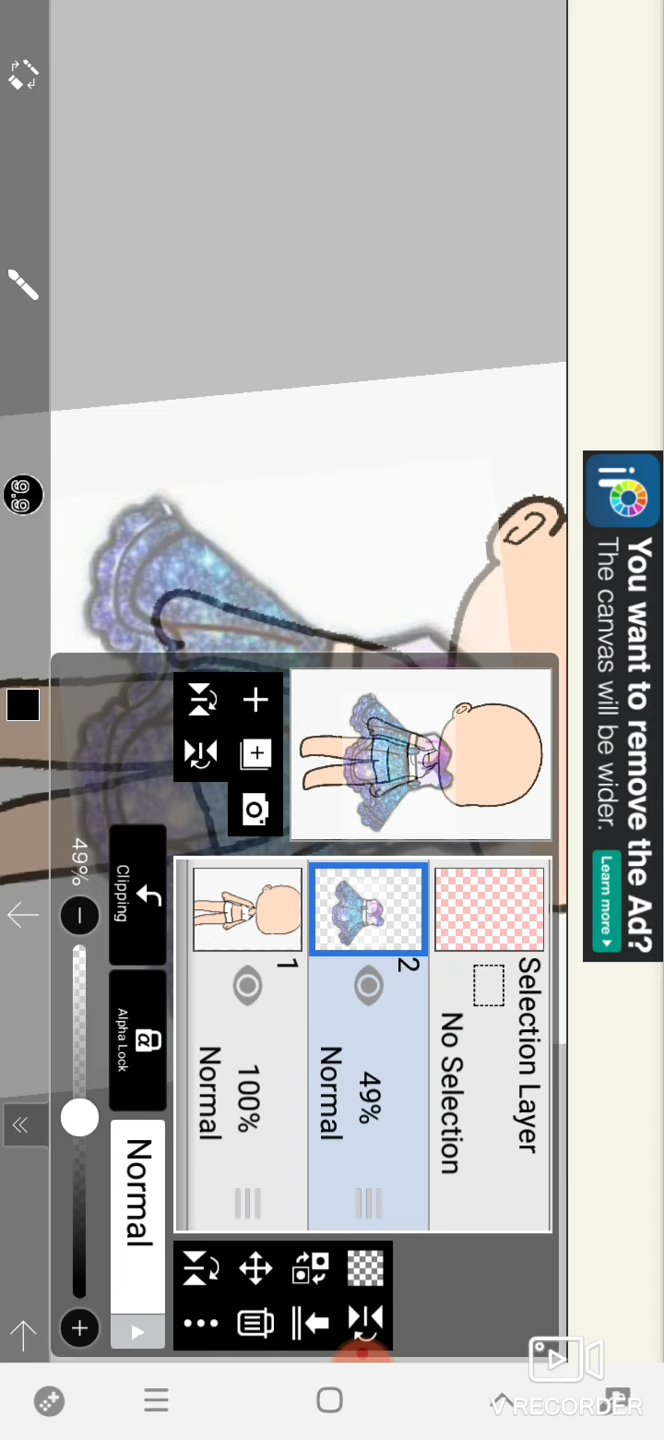 You want to remove the Ad?
The canvas will be wider.
Learn more
Selection Layer
No Selection
2
49%
Normal
1
100%
Normal
Clipping
α
Alpha Lock
Normal
49%
V RECORDER